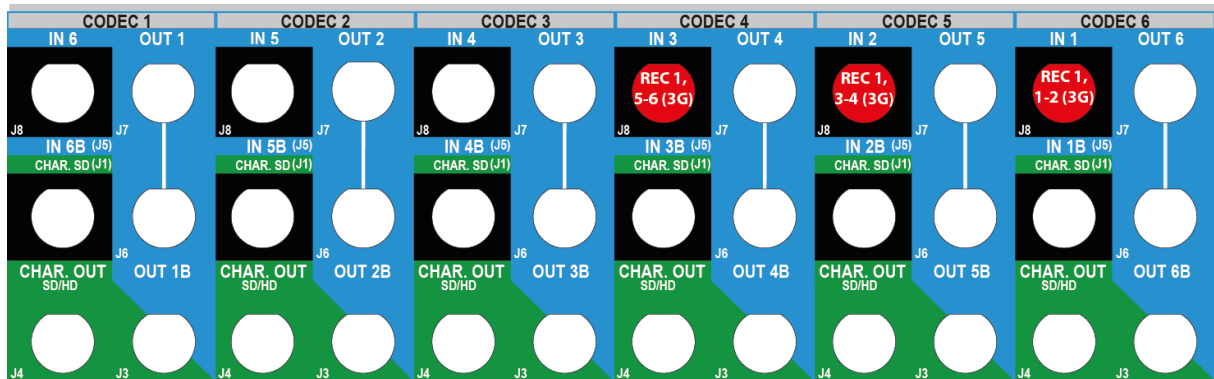 CODEC 1 CODEC 2 CODEC 3 CODEC 4 CODEC 5 CODEC 6
IN 6 OUT 1 IN 5 OUT 2 IN 4 OUT 3 IN 3 OUT 4 IN 2 OUT 5 IN 1 OUT 6
REC 1, REC 1, REC 1,
5-6 (3G) 3-4 (3G) 1-2 (3G)
J8 J7 J8 J7 J8 J7 J8 J7 J8 J7 J8 J7
IN 6B (J5) IN 5B (J5) IN 4B (J5) IN 3B (J5) IN 2B (J5) IN 1B (J5)
CHAR. SD (J1) CHAR. SD (J1) CHAR. SD (J1) CHAR. SD (J1) CHAR. SD (J1) CHAR. SD (J1)
J6 J6 J6 J6 J6 J6
CHAR. OUT OUT 1B CHAR. OUT OUT 2B CHAR. OUT OUT 3B CHAR. OUT OUT 4B CHAR. OUT OUT 5B CHAR. OUT OUT 6B
SD/HD SD/HD SD/HD SD/HD SD/HD SD/HD
J4 J3 J4 J3 J4 J3 J4 J3 J4 J3 J4 J3